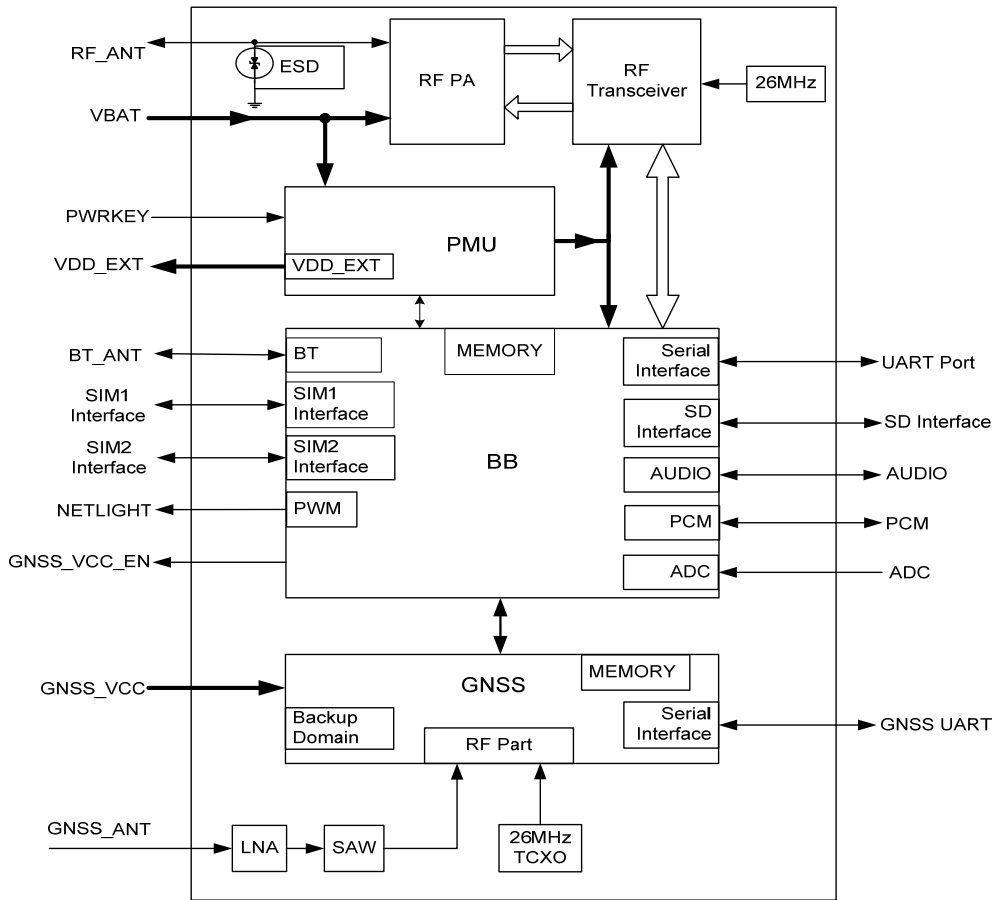 RF_ANT
ESD
RF PA
RF
Transceiver
26MHz
VBAT
PWRKEY
PMU
VDD_EXT
VDD_EXT
MEMORY
BT_ANT
BT
Serial
Interface
UART Port
SIM1
Interface
SIM1
Interface
SD
Interface
SD Interface
SIM2
Interface
SIM2
Interface
BB
AUDIO
AUDIO
NETLIGHT
PWM
PCM
PCM
GNSS_VCC_EN
ADC
ADC
GNSS_VCC
GNSS
MEMORY
Backup
Domain
RF Part
Serial
Interface
GNSS UART
GNSS_ANT
LNA
SAW
26MHz
TCXO